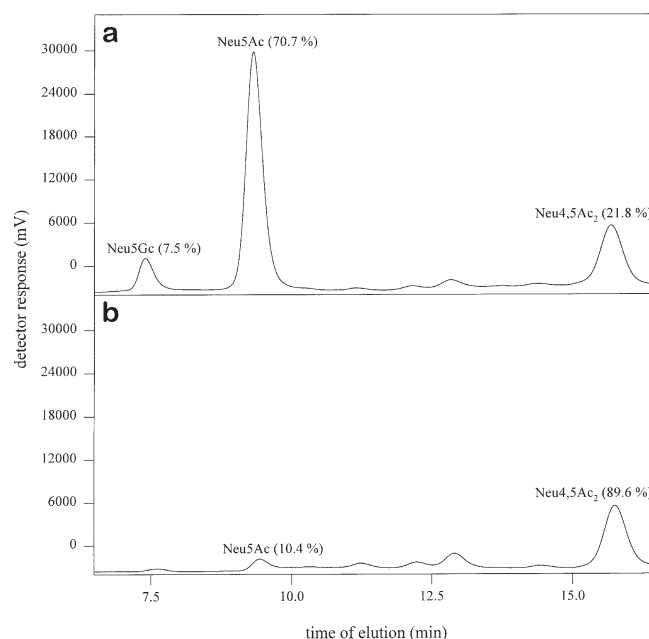 a
Neu5Ac (70.7 %)
30000
24000
18000
12000
6000
0
Neu5Gc (7.5 %)
Neu4,5Ac₂ (21.8 %)
detector response (mV)
b
30000
24000
18000
12000
6000
0
Neu5Ac (10.4 %)
Neu4,5Ac₂ (89.6 %)
7.5 10.0 12.5 15.0
time of elution (min)